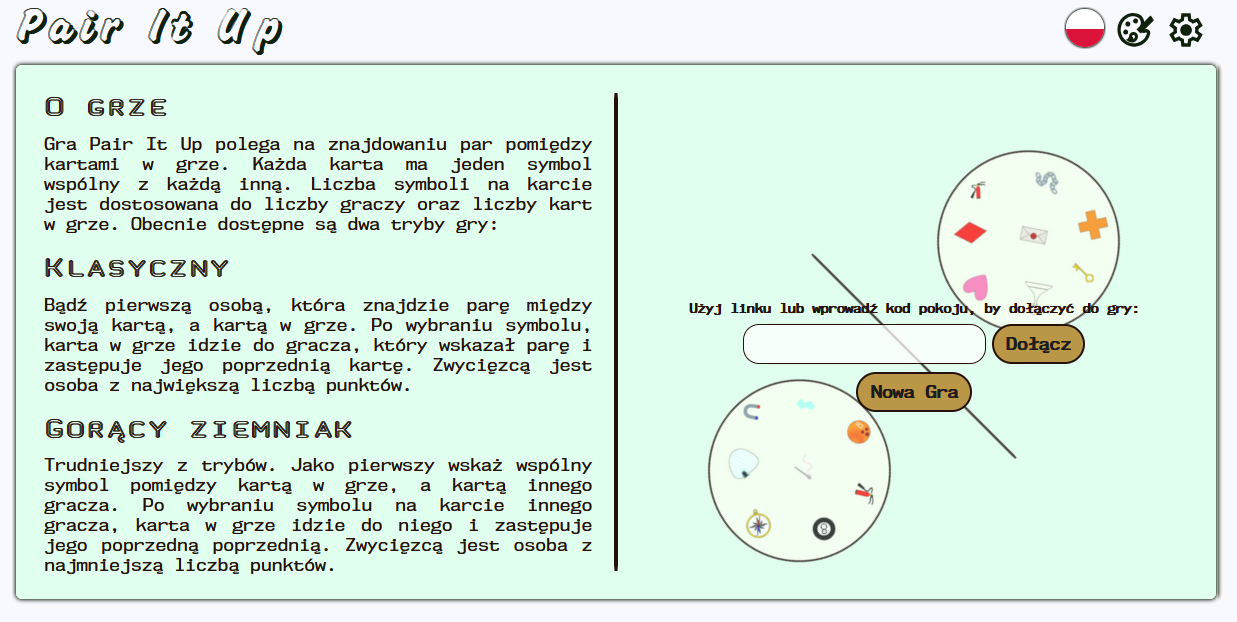 Pair It Up
O grze
Gra Pair It Up polega na znajdowaniu par pomiędzy
kartami w grze. Każda karta ma jeden symbol
wspólny z każdą inną. Liczba symboli na karcie
jest dostosowana do liczby graczy oraz liczby kart
w grze. Obecnie dostępne są dwa tryby gry:
Klasyczny
Bądź pierwszą osobą, która znajdzie parę między
swoją kartą, a kartą w grze. Po wybraniu symbolu,
karta w grze idzie do gracza, który wskazał parę i
zastępuje jego poprzednią kartę. Zwycięzcą jest
osoba z największą liczbą punktów.
Gorący ziemniak
Trudniejszy z trybów. Jako pierwszy wskaż wspólny
symbol pomiędzy kartą w grze, a kartą innego
gracza. Po wybraniu symbolu na karcie innego
gracza, karta w grze idzie do niego i zastępuje
jego poprzedną poprzednią. Zwycięzcą jest osoba z
najmniejszą liczbą punktów.
Użyj linku lub wprowadź kod pokoju, by dołączyć do gry:
Dołącz
Nowa Gra
8